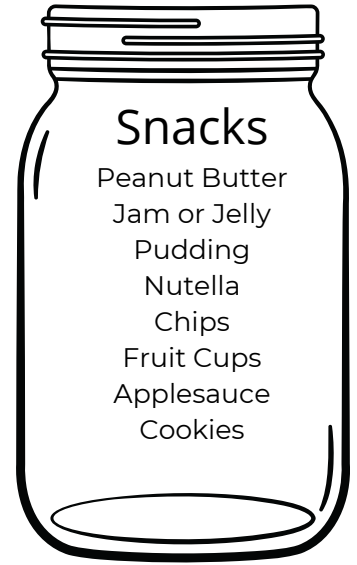 Snacks
Peanut Butter
Jam or Jelly
Pudding
Nutella
Chips
Fruit Cups
Applesauce
Cookies